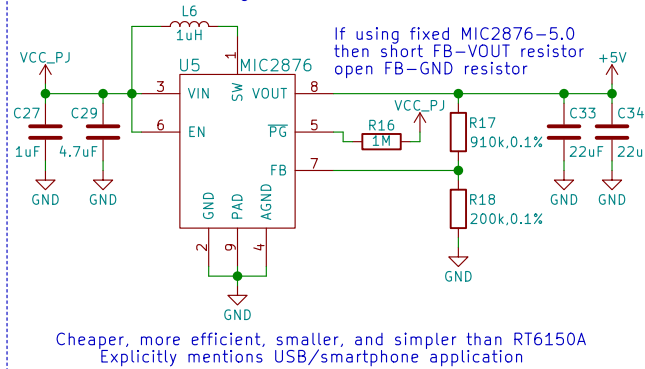 L6
1uH
If using fixed MIC2876-5.0
then short FB-VOUT resistor
open FB-GND resistor
VCC_PJ
+5V
U5
MIC2876
1
SW
3
VIN
VOUT
8
C27
1uF
C29
4.7uF
6
EN
PG
5
R16
1M
VCC_PJ
R17
910k,0.1%
C33
22uF
C34
22u
FB
7
R18
200k,0.1%
GND
GND
GND
GND
GND
PAD
AGND
2
9
4
GND
GND
Cheaper, more efficient, smaller, and simpler than RT6150A
Explicitly mentions USB/smartphone application